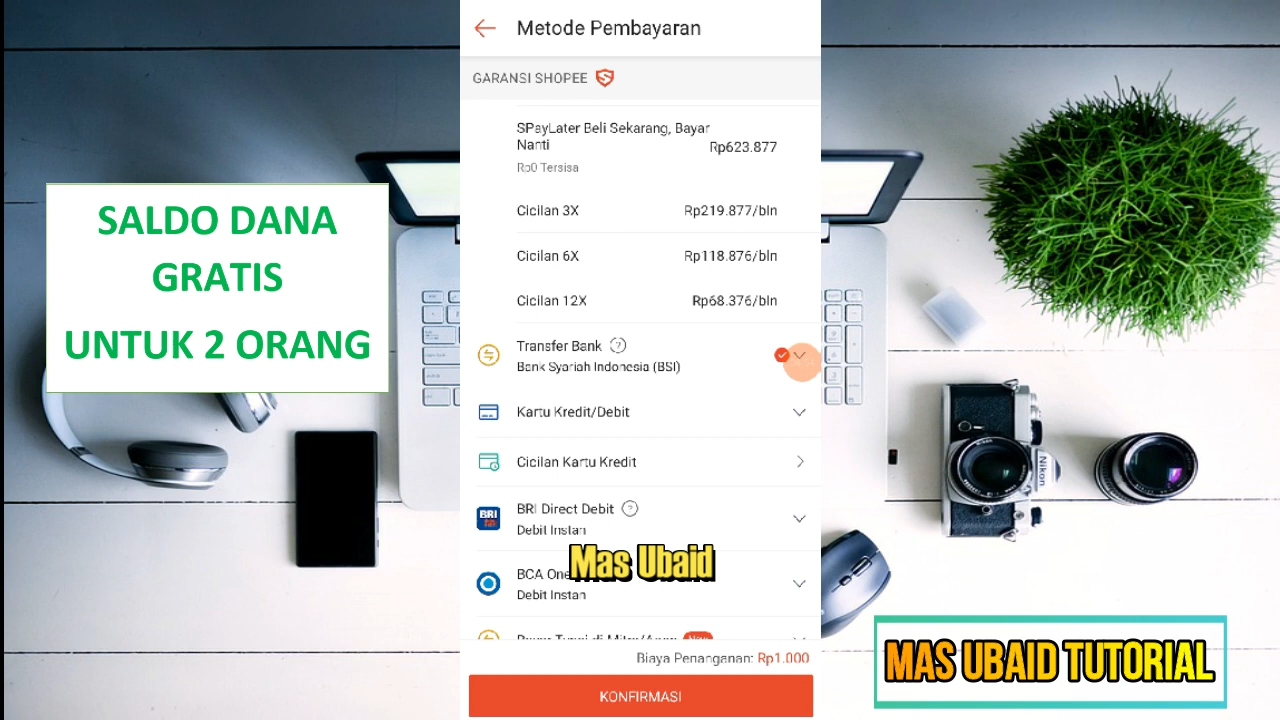 SALDO DANA
GRATIS
UNTUK 2 ORANG
Metode Pembayaran
GARANSI SHOPEE
SPayLater Beli Sekarang, Bayar
Nanti
Rp623.877
Rp0 Tersisa
Cicilan 3X Rp219.877/bln
Cicilan 6X Rp118.876/bln
Cicilan 12X Rp68.376/bln
Transfer Bank ?
Bank Syariah Indonesia (BSI)
Kartu Kredit/Debit
Cicilan Kartu Kredit
BRI
BRI Direct Debit ?
Debit Instan
Mas Ubaid
BCA One
Debit Instan
New
Biaya Penanganan: Rp1.000
KONFIRMASI
Nikon
MAS UBAID TUTORIAL